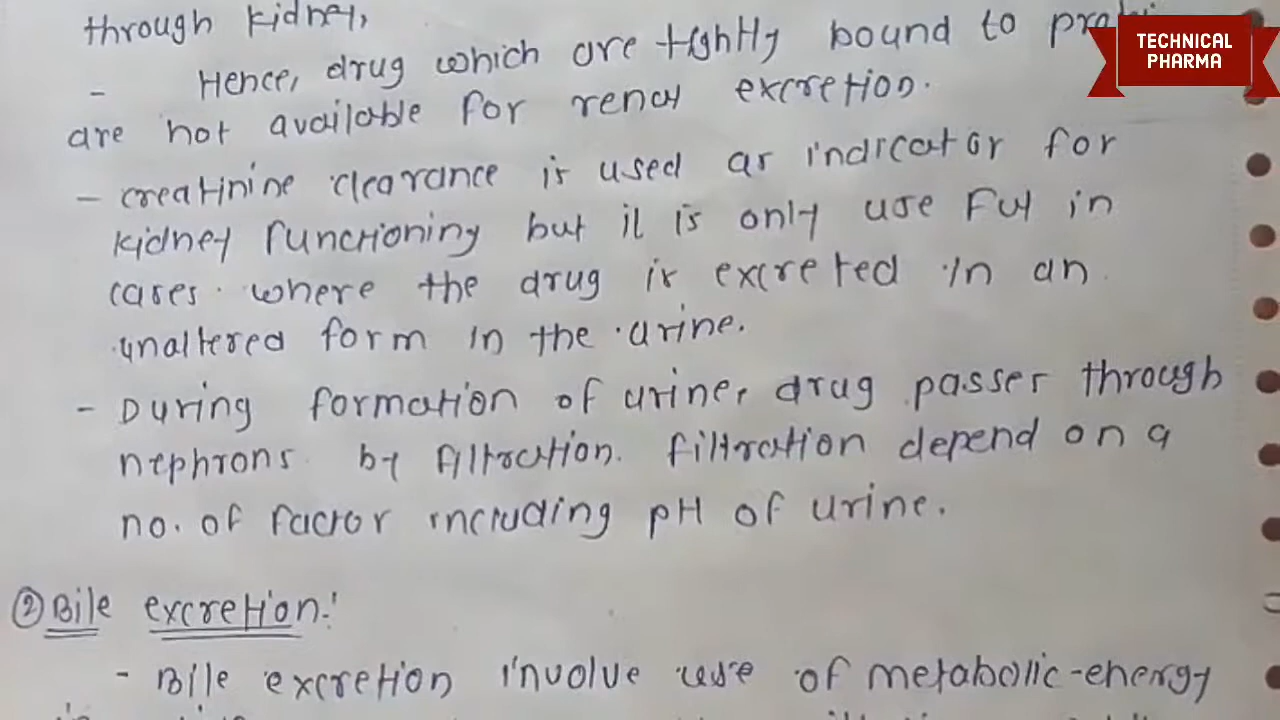 through kidney,
TECHNICAL
PHARMA
- Hence, drug which are tightly bound to
are not available for renal excretion.
- creatinine clearance is used as indicator for
kidney functioning but it is only use ful in
cases where the drug is excreted in an
unaltered form in the urine.
- During formation of urine, drug passes through
nephrons by filtration. filtration depend on a
no. of factor including pH of urine.
② Bile excretion:
- Bile excretion involve use of metabolic-energy